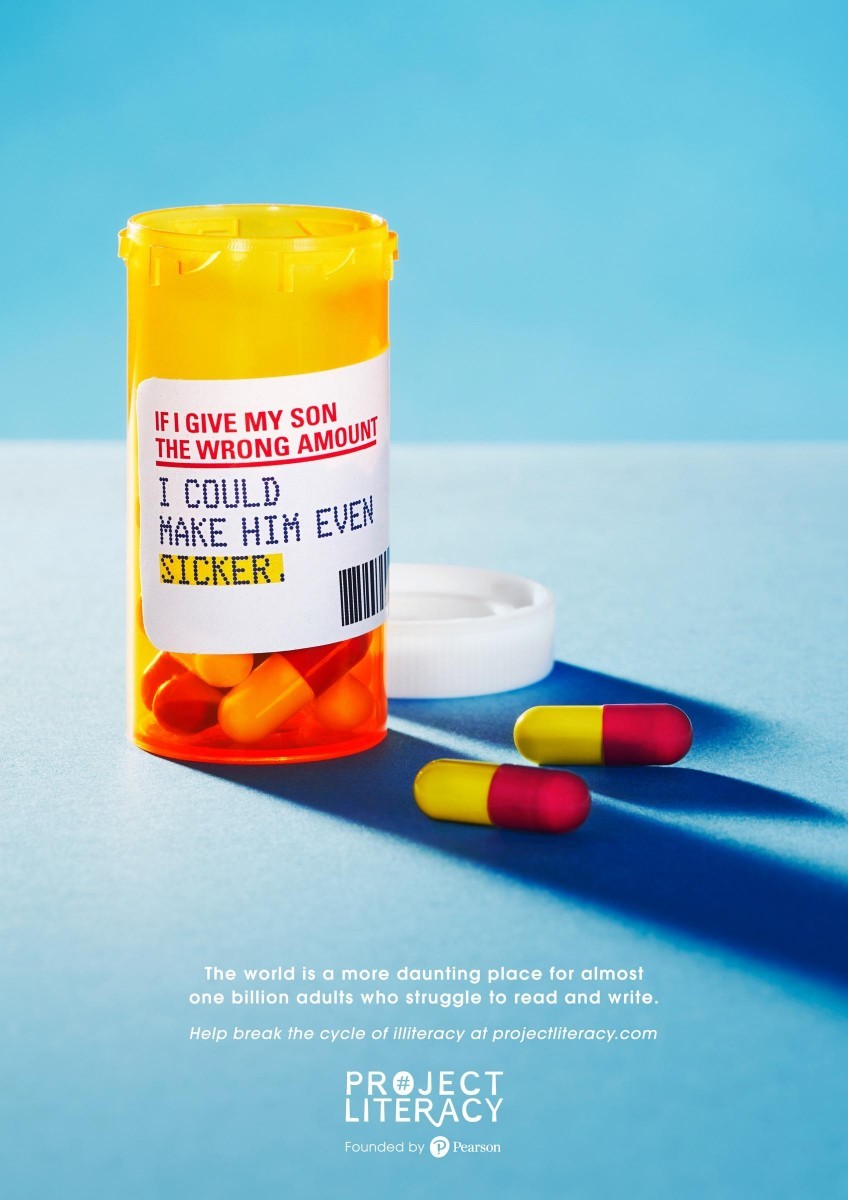 IF I GIVE MY SON
THE WRONG AMOUNT
I COULD
MAKE HIM EVEN
SICKER.
The world is a more daunting place for almost
one billion adults who struggle to read and write.
Help break the cycle of illiteracy at projectliteracy.com
PR#JECT
LITERACY
Founded by P Pearson